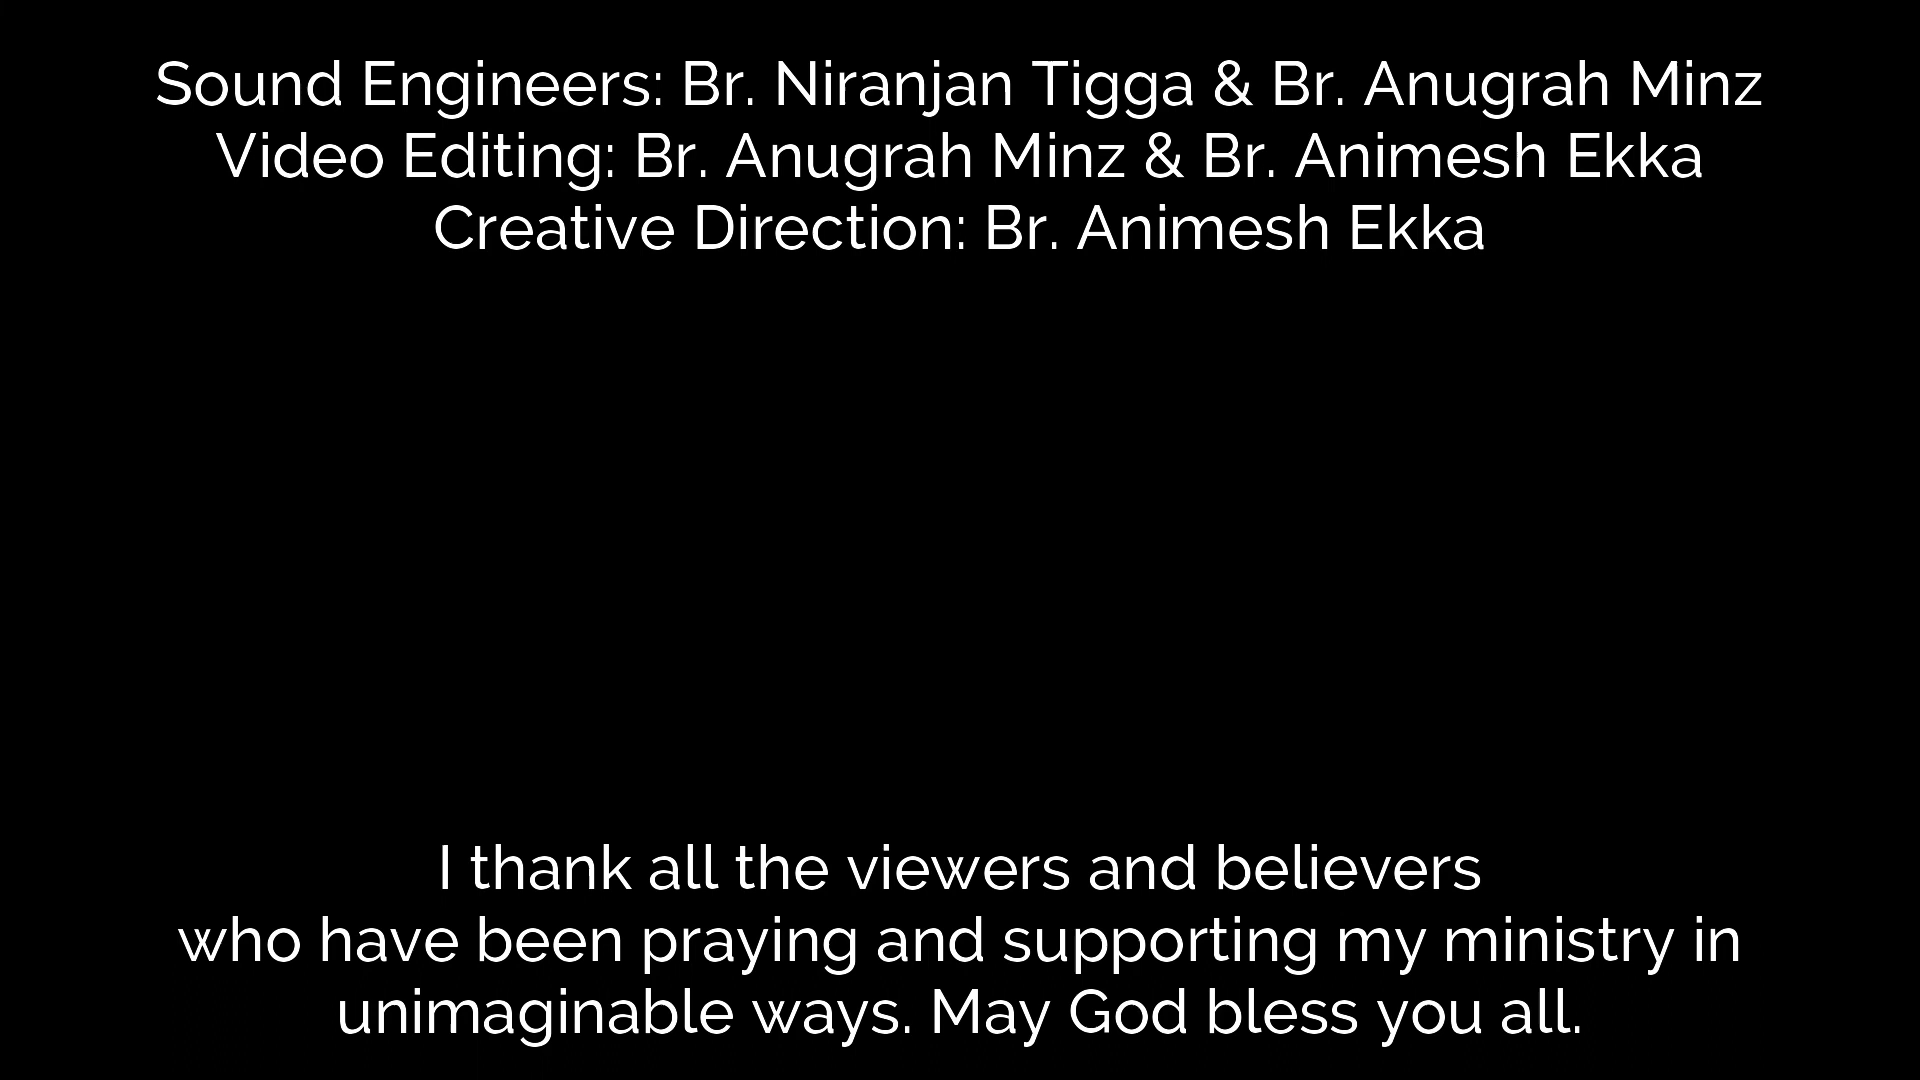 Sound Engineers: Br. Niranjan Tigga & Br. Anugrah Minz
Video Editing: Br. Anugrah Minz & Br. Animesh Ekka
Creative Direction: Br. Animesh Ekka
I thank all the viewers and believers
who have been praying and supporting my ministry in
unimaginable ways. May God bless you all.